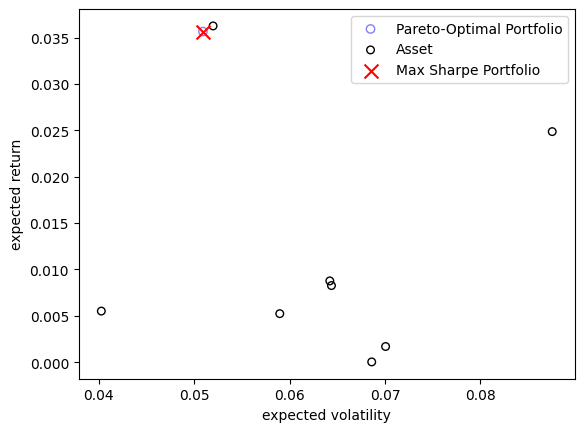 Pareto-Optimal Portfolio
Asset
Max Sharpe Portfolio
0.035
0.030
0.025
0.020
0.015
0.010
0.005
0.000
expected return
0.04 0.05 0.06 0.07 0.08
expected volatility